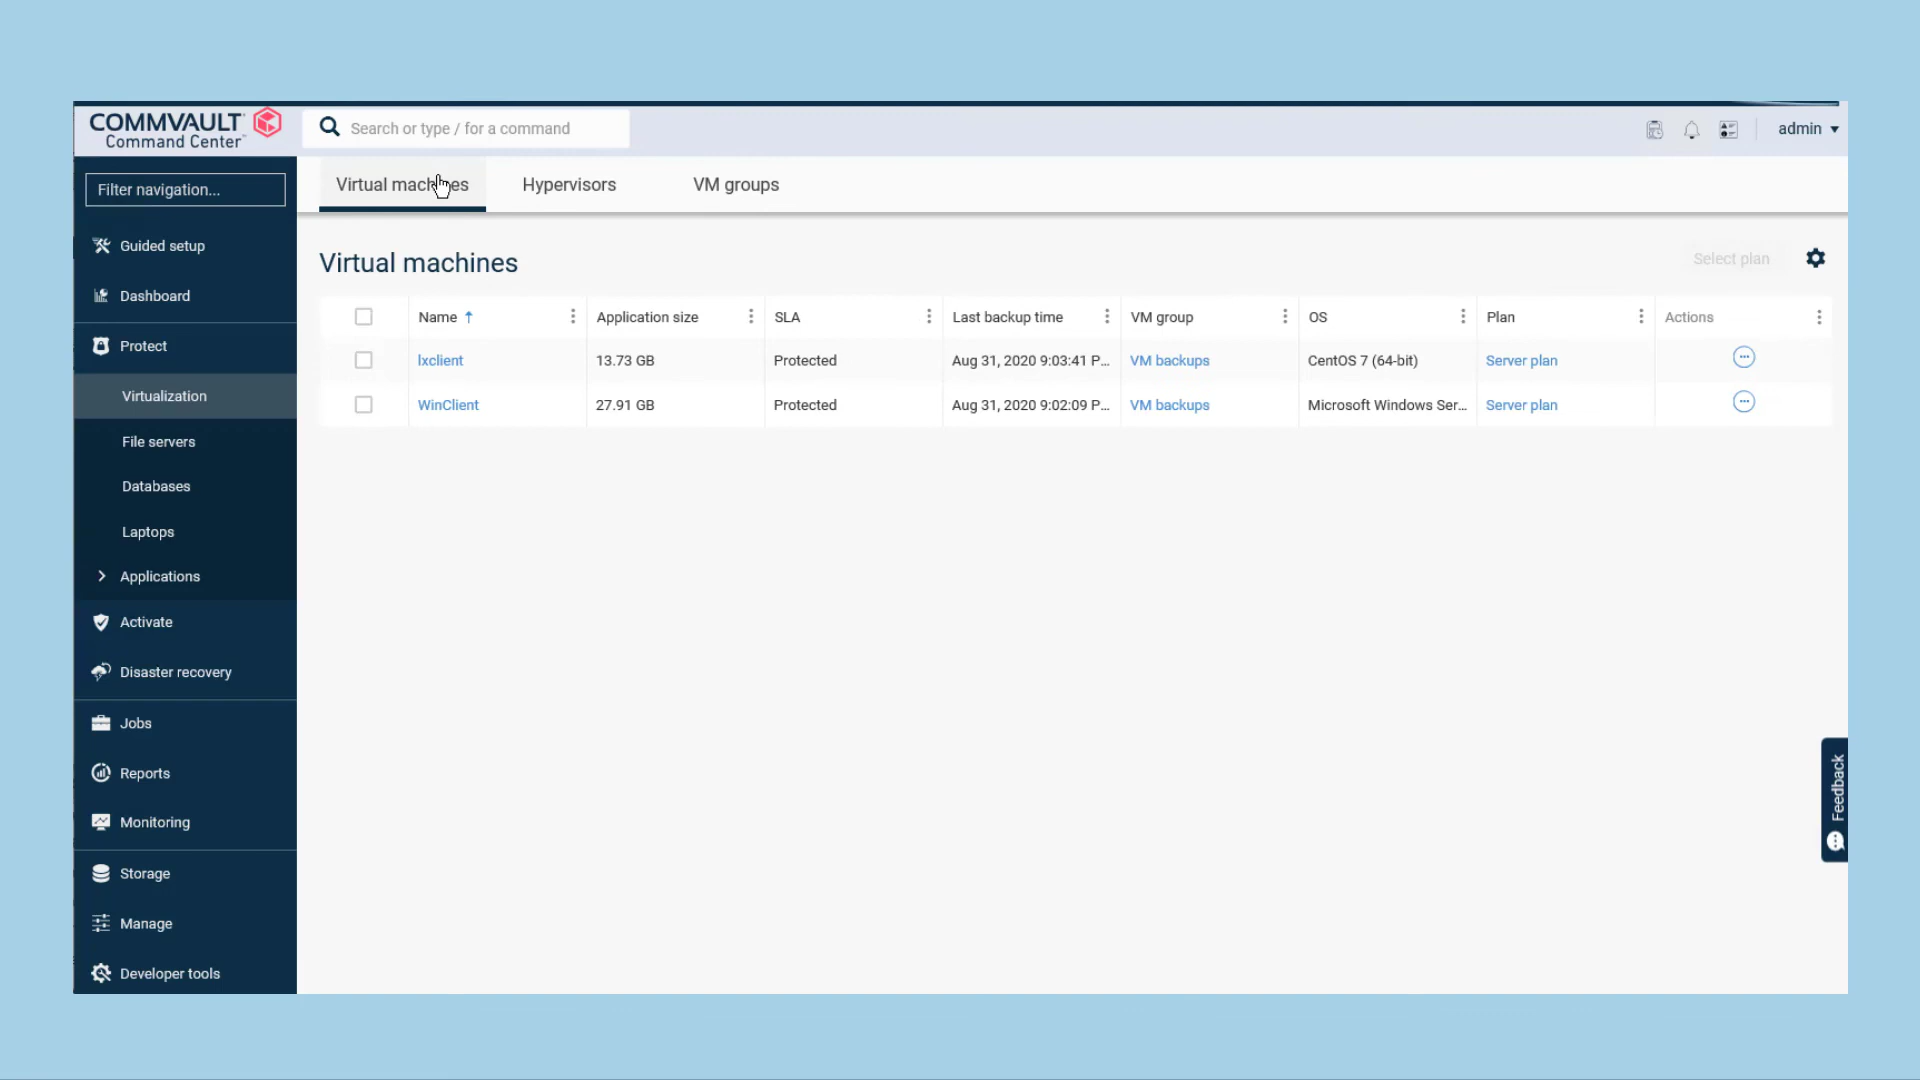 COMMVAULT
Command Center™
Search or type / for a command
admin
Filter navigation...
Virtual machines
Hypervisors
VM groups
Guided setup
Dashboard
Protect
Virtualization
File servers
Databases
Laptops
Applications
Activate
Disaster recovery
Jobs
Reports
Monitoring
Storage
Manage
Developer tools
Virtual machines
Select plan
Name Application size SLA Last backup time VM group OS Plan Actions
lxclient 13.73 GB Protected Aug 31, 2020 9:03:41 P... VM backups CentOS 7 (64-bit) Server plan
WinClient 27.91 GB Protected Aug 31, 2020 9:02:09 P... VM backups Microsoft Windows Ser... Server plan
Feedback